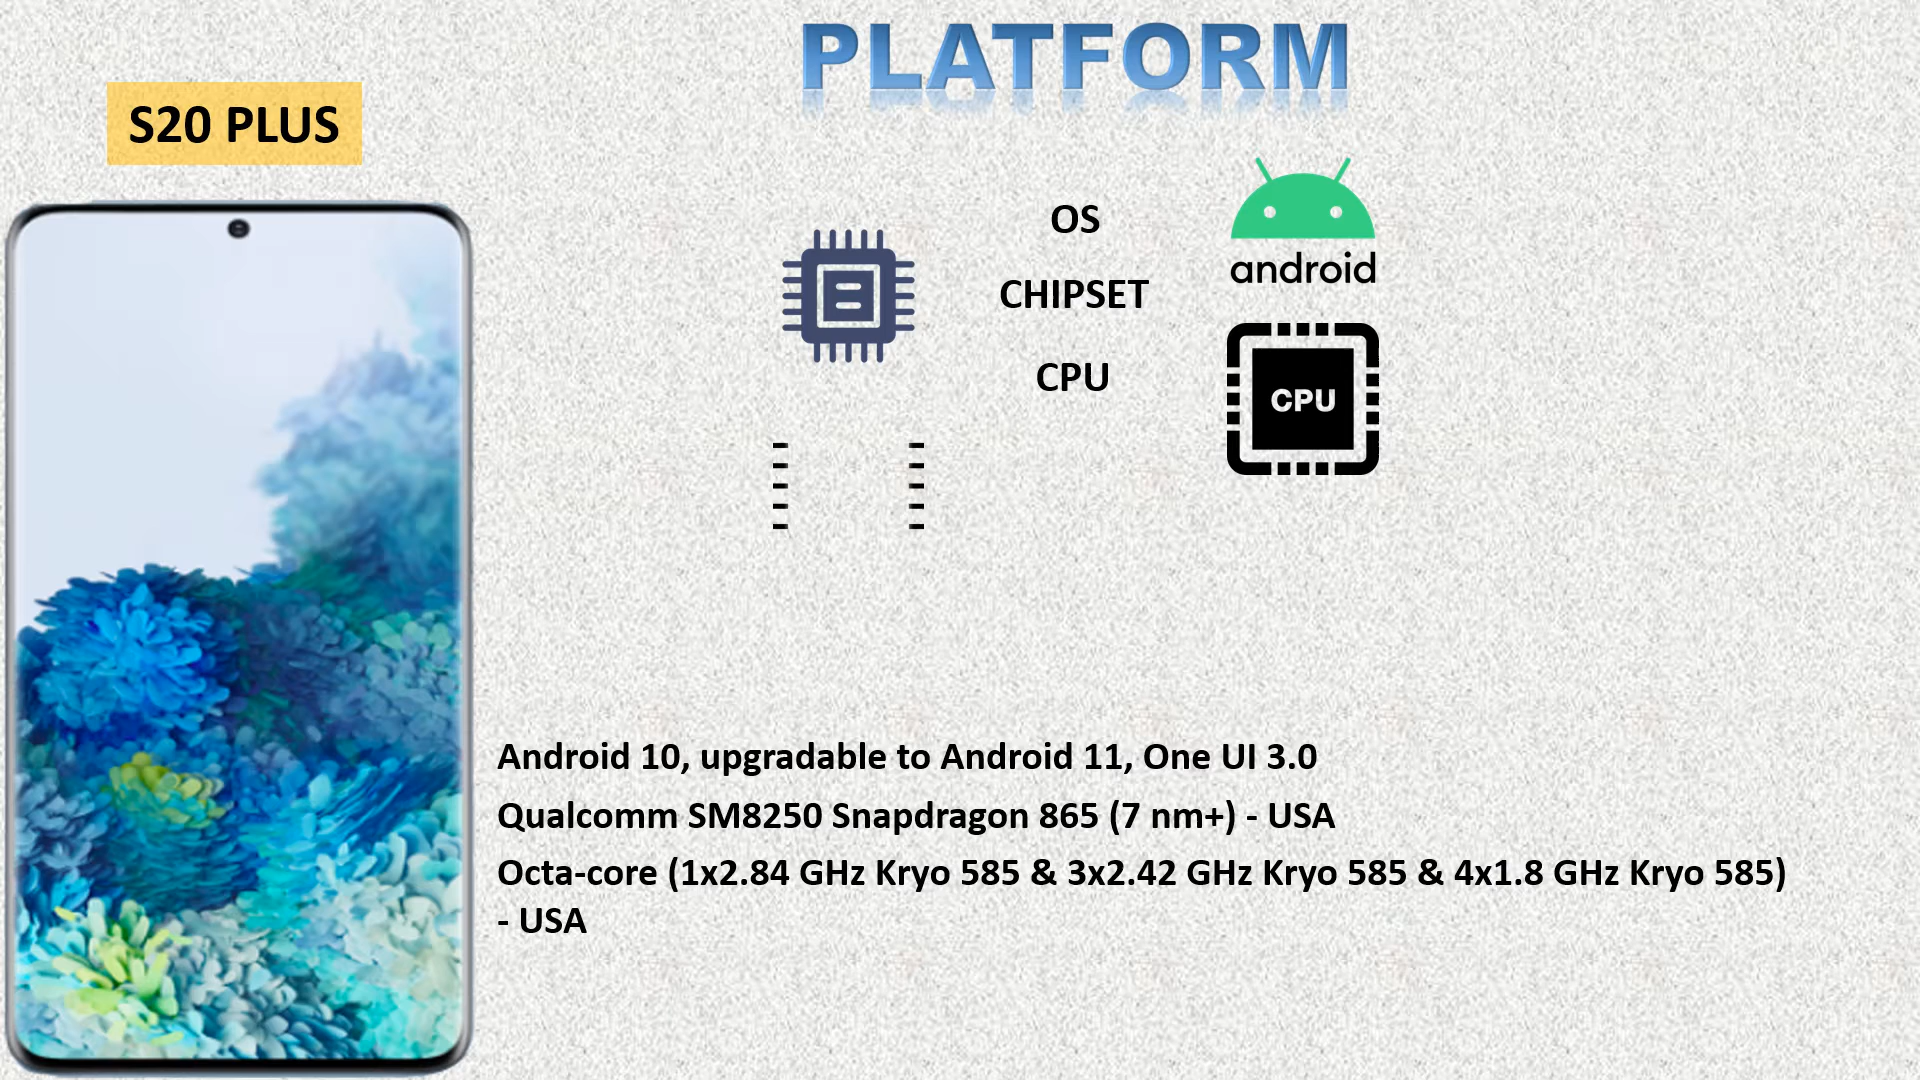 PLATFORM
S20 PLUS
OS
android
CHIPSET
CPU
CPU
Android 10, upgradable to Android 11, One UI 3.0
Qualcomm SM8250 Snapdragon 865 (7 nm+) - USA
Octa-core (1x2.84 GHz Kryo 585 & 3x2.42 GHz Kryo 585 & 4x1.8 GHz Kryo 585)
- USA